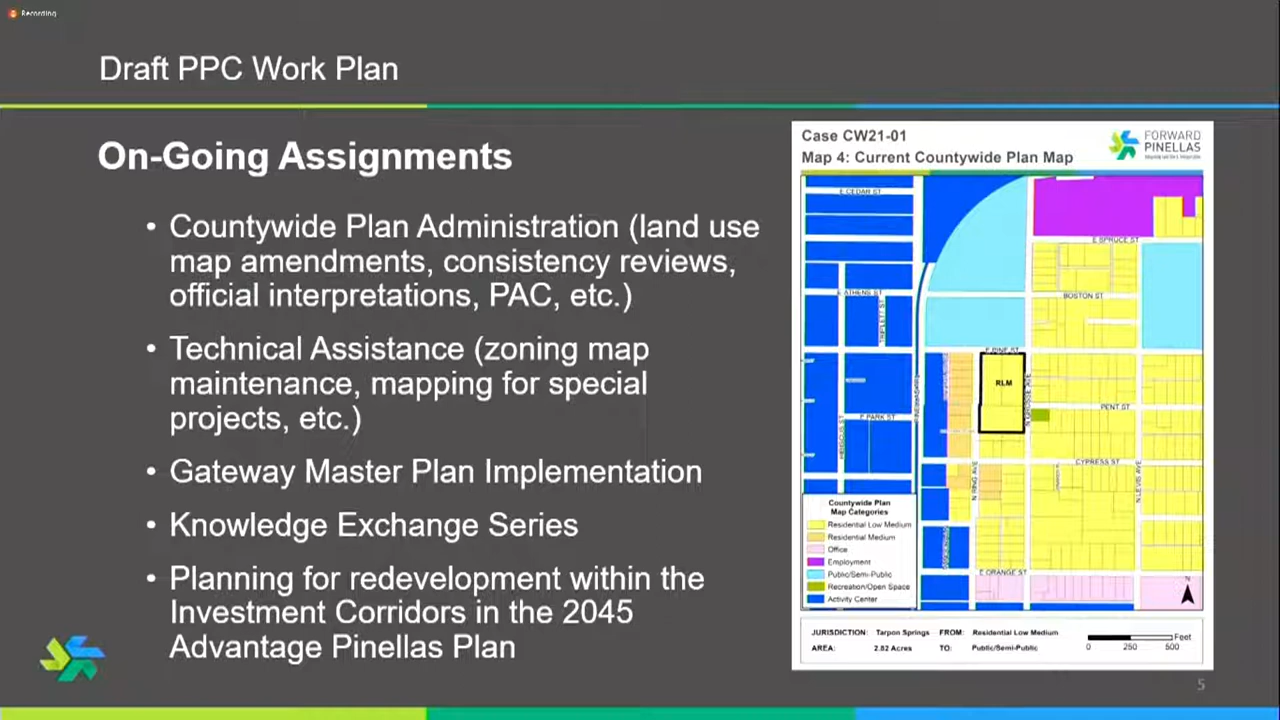 Recording
Draft PPC Work Plan
On-Going Assignments
• Countywide Plan Administration (land use
map amendments, consistency reviews,
official interpretations, PAC, etc.)
• Technical Assistance (zoning map
maintenance, mapping for special
projects, etc.)
• Gateway Master Plan Implementation
• Knowledge Exchange Series
• Planning for redevelopment within the
Investment Corridors in the 2045
Advantage Pinellas Plan
Case CW21-01
Map 4: Current Countywide Plan Map
FORWARD
PINELLAS
E CEDAR ST
E SPRUCE ST
E ATHENS ST
BOSTON ST
E PINE ST
RLM
N GROSSE AVE
PENT ST
E PARK ST
CYPRESS ST
N RING AVE
N LEVIS AVE
E ORANGE ST
Countywide Plan
Map Categories
Residential Low Medium
Residential Medium
Office
Employment
Public/Semi-Public
Recreation/Open Space
Activity Center
N
JURISDICTION: Tarpon Springs FROM: Residential Low Medium
AREA: 2.82 Acres TO: Public/Semi-Public
Feet
0 250 500
5